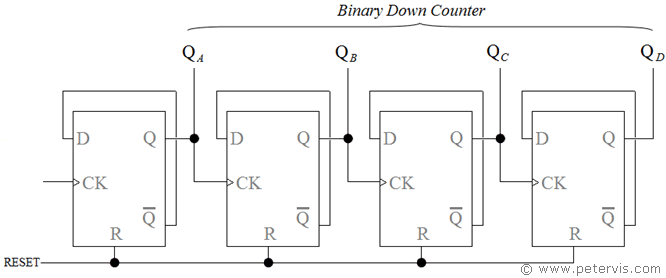 Binary Down Counter
QA QB QC QD
D Q D Q D Q D Q
CK CK CK CK
Q̅ Q̅ Q̅ Q̅
R R R R
RESET
© www.petervis.com